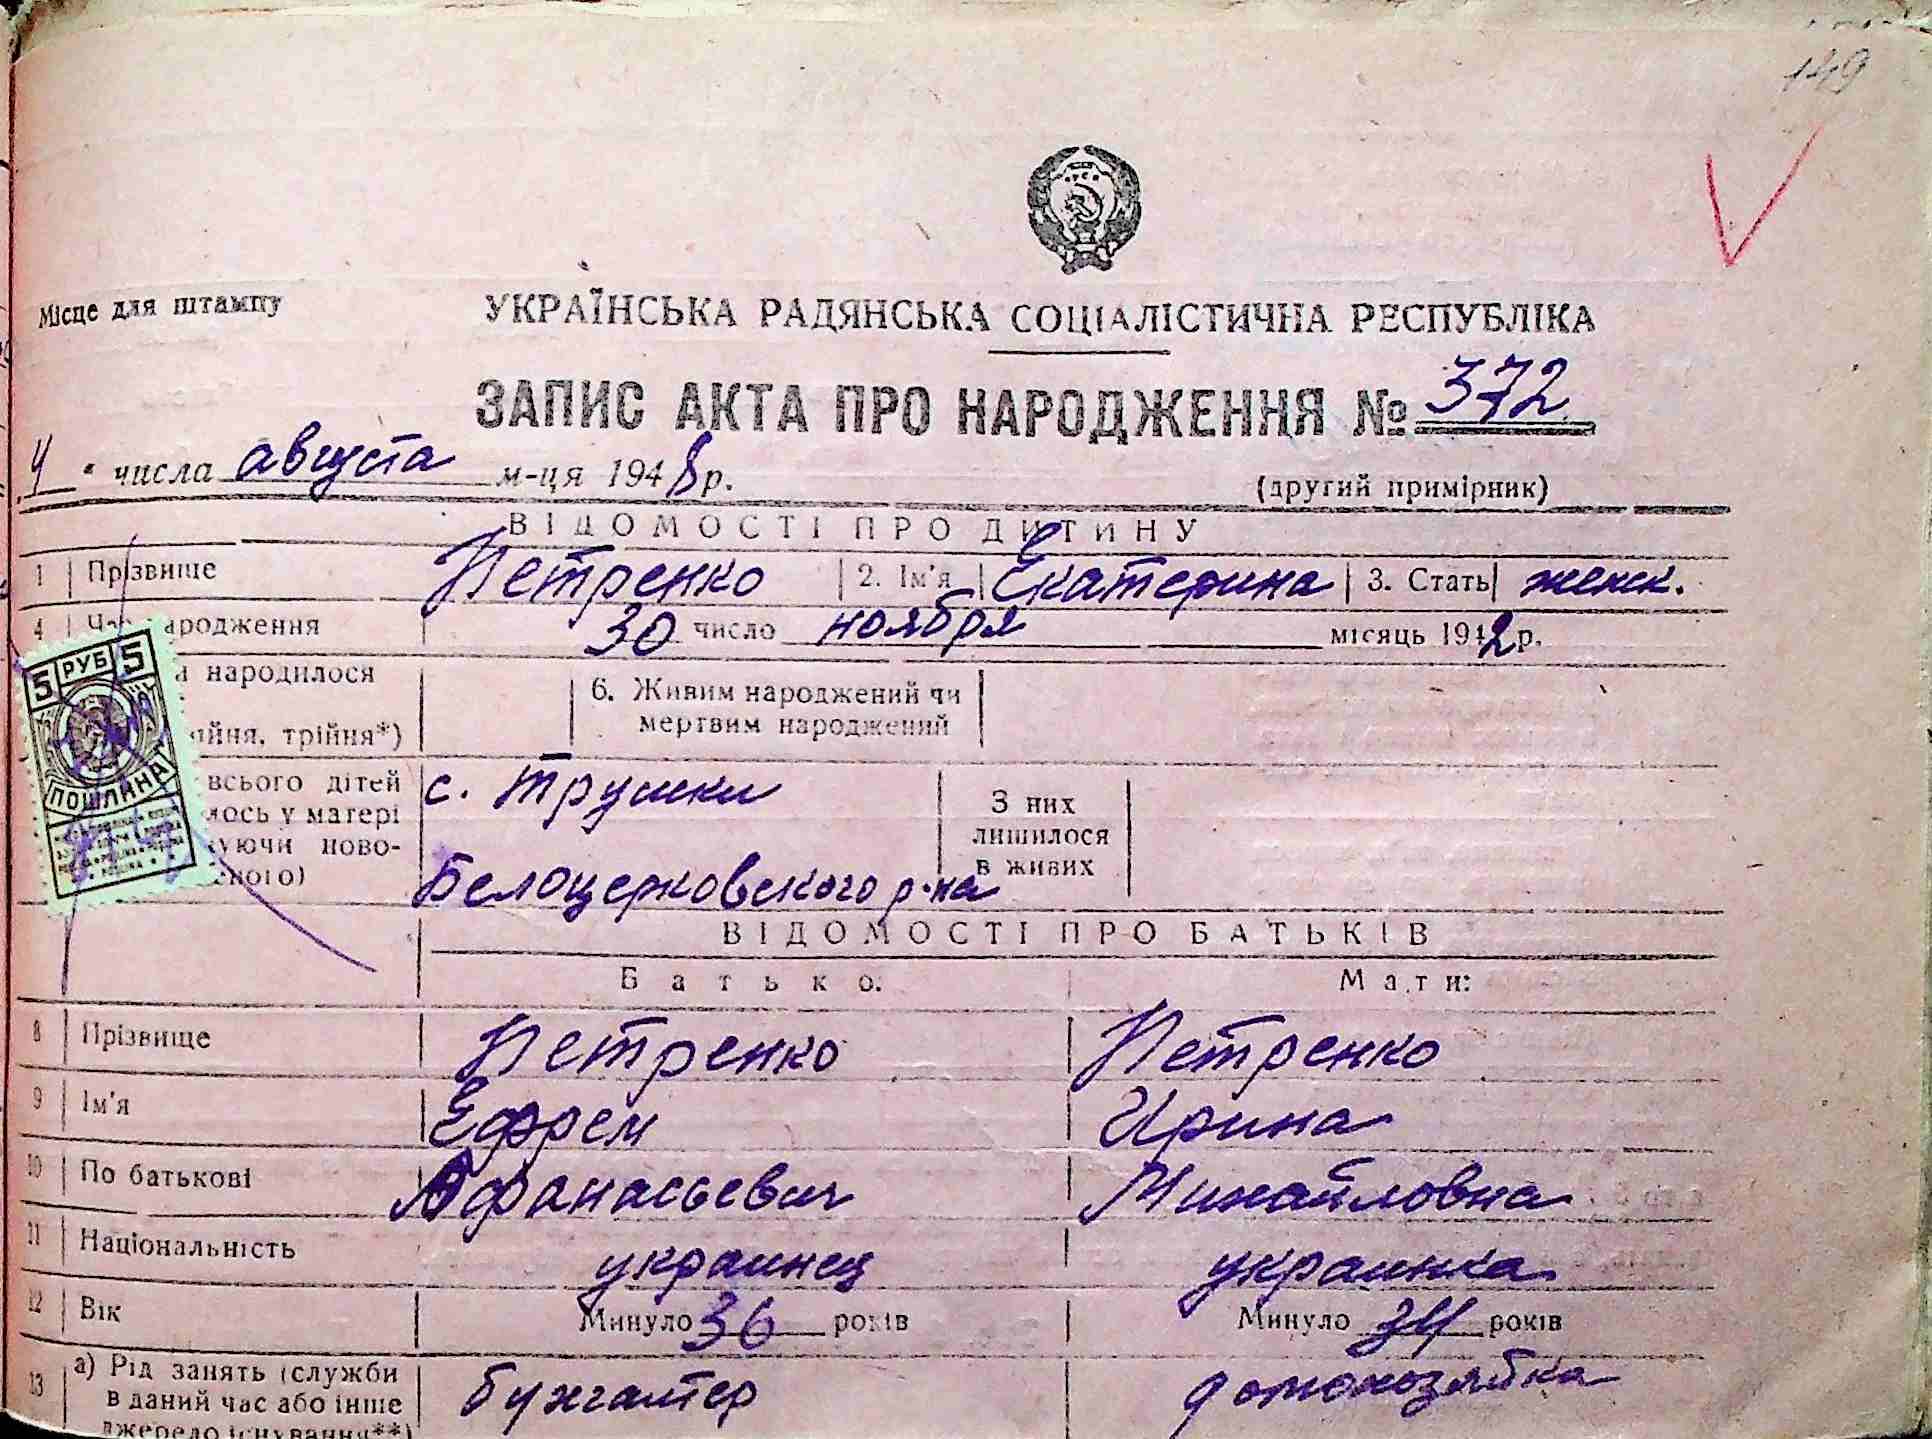 149
УРСР
Місце для штампу
УКРАЇНСЬКА РАДЯНСЬКА СОЦІАЛІСТИЧНА РЕСПУБЛІКА
ЗАПИС АКТА ПРО НАРОДЖЕННЯ № 372
4 " числа августа м-ця 1948 р.
(другий примірник)
ВІДОМОСТІ ПРО ДИТИНУ
1 Прізвище Петренко 2. Ім'я Екатерина 3. Стать женск.
4 Час народження 30 число ноября місяць 1942 р.
народилося
6. Живим народжений чи
мертвим народжений
трійня*)
5 РУБ 5
ПОШЛИНА
всього дітей
у матері
ново-
с. Трушки
Белоцерковского р-на
З них
лишилося
в живих
ВІДОМОСТІ ПРО БАТЬКІВ
Батько: Мати:
8 Прізвище Петренко Петренко
9 Ім'я Ефрем Ирина
10 По батькові Афанасьевич Михайловна
11 Національність украинец украинка
12 Вік Минуло 36 років Минуло 34 років
13 а) Рід занять (служби
в даний час або інше
джерело існування**)
бухгалтер домохозяйка